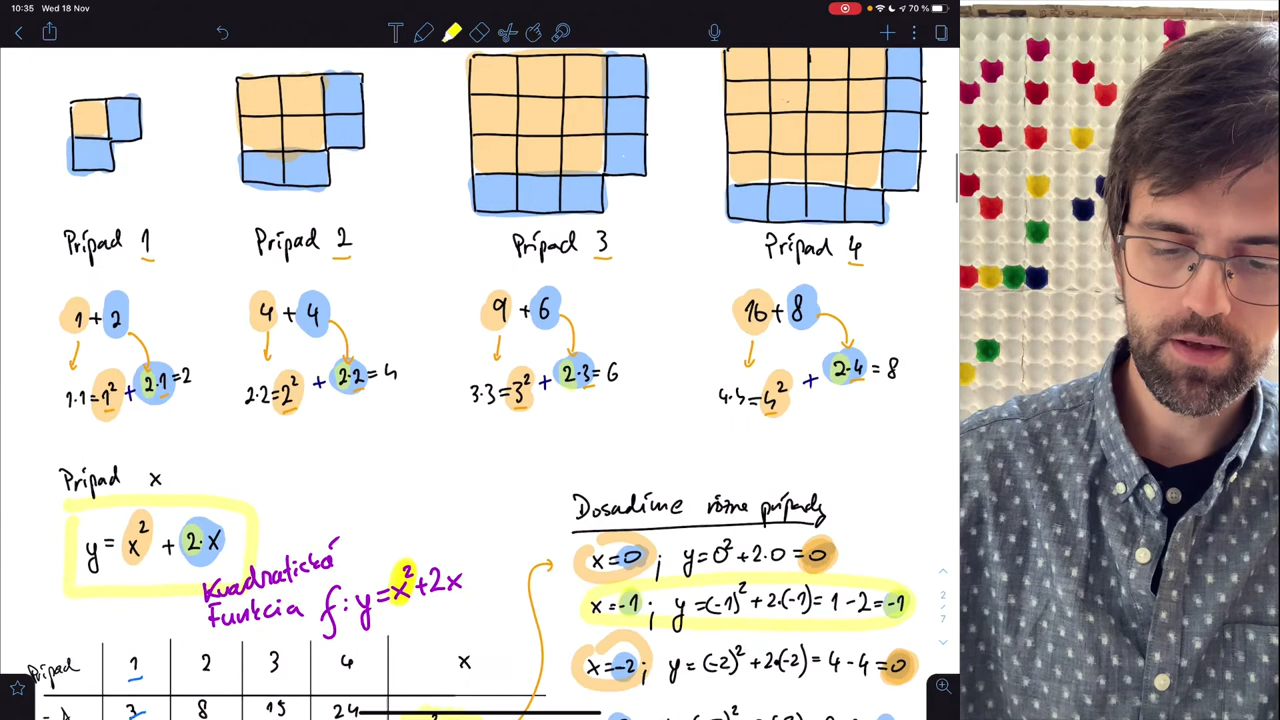 10:35 Wed 18 Nov
70 %
T
Prípad 1
Prípad 2
Prípad 3
Prípad 4
1 + 2
4 + 4
9 + 6
16 + 8
1·1 = 1² + 2·1 = 2
2·2 = 2² + 2·2 = 4
3·3 = 3² + 2·3 = 6
4·4 = 4² + 2·4 = 8
Prípad x
y = x² + 2·x
Kvadratická
Funkcia f: y = x² + 2x
Dosadíme rôzne prípady
x = 0 ; y = 0² + 2·0 = 0
x = -1 ; y = (-1)² + 2·(-1) = 1 - 2 = -1
x = -2 ; y = (-2)² + 2·(-2) = 4 - 4 = 0
2
7
Prípad 1 2 3 4 x
3 8 15 24